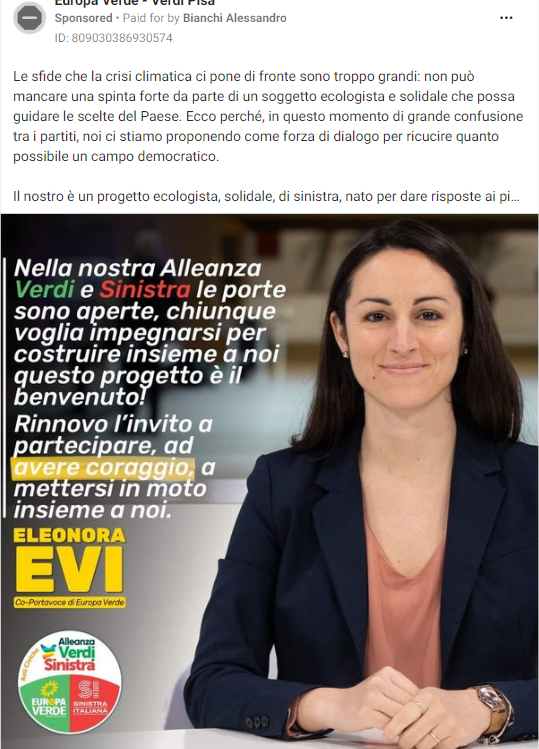 Europa Verde - Verdi Pisa
Sponsored • Paid for by Bianchi Alessandro
ID: 809030386930574
Le sfide che la crisi climatica ci pone di fronte sono troppo grandi: non può
mancare una spinta forte da parte di un soggetto ecologista e solidale che possa
guidare le scelte del Paese. Ecco perché, in questo momento di grande confusione
tra i partiti, noi ci stiamo proponendo come forza di dialogo per ricucire quanto
possibile un campo democratico.
Il nostro è un progetto ecologista, solidale, di sinistra, nato per dare risposte ai pi...
Nella nostra Alleanza
Verdi e Sinistra le porte
sono aperte, chiunque
voglia impegnarsi per
costruire insieme a noi
questo progetto è il
benvenuto!
Rinnovo l'invito a
partecipare, ad
avere coraggio, a
mettersi in moto
insieme a noi.
ELEONORA
EVI
Co-Portavoce di Europa Verde
Reti Civiche
Alleanza
Verdi
Sinistra
EUROPA
VERDE
SI
SINISTRA
ITALIANA